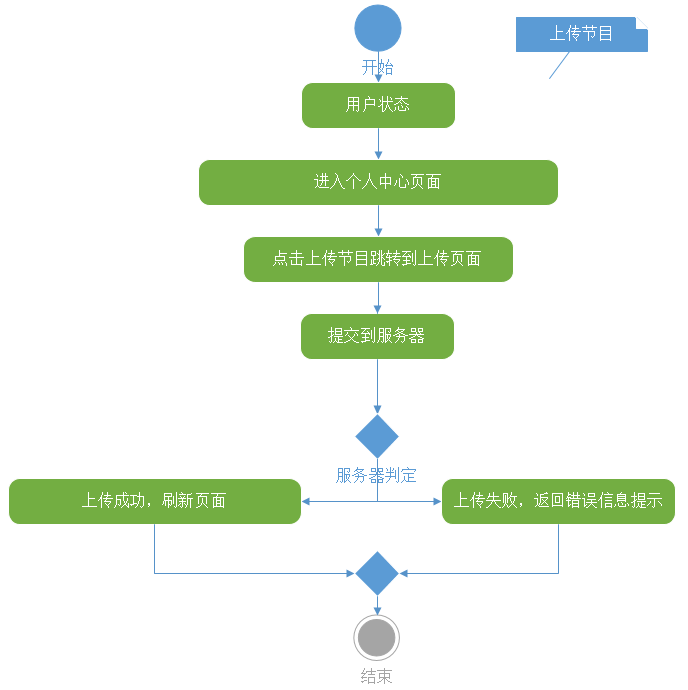 上传节目
开始
用户状态
进入个人中心页面
点击上传节目跳转到上传页面
提交到服务器
服务器判定
上传成功，刷新页面
上传失败，返回错误信息提示
结束